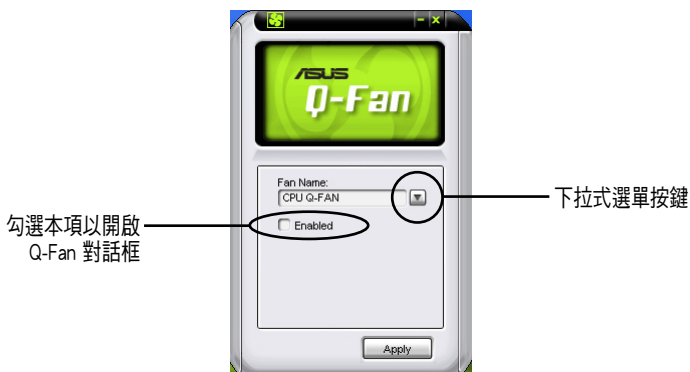 ASUS
Q-Fan
Fan Name:
CPU Q-FAN
下拉式選單按鍵
Enabled
勾選本項以開啟
Q-Fan 對話框
Apply